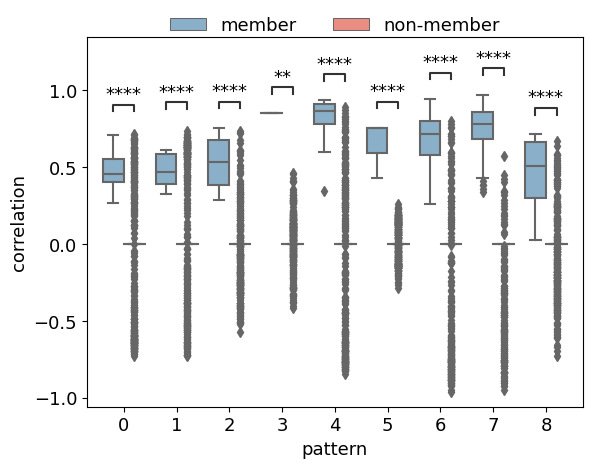 member non-member
**** **** **** ** **** **** **** **** ****
correlation
1.0
0.5
0.0
−0.5
−1.0
0 1 2 3 4 5 6 7 8
pattern